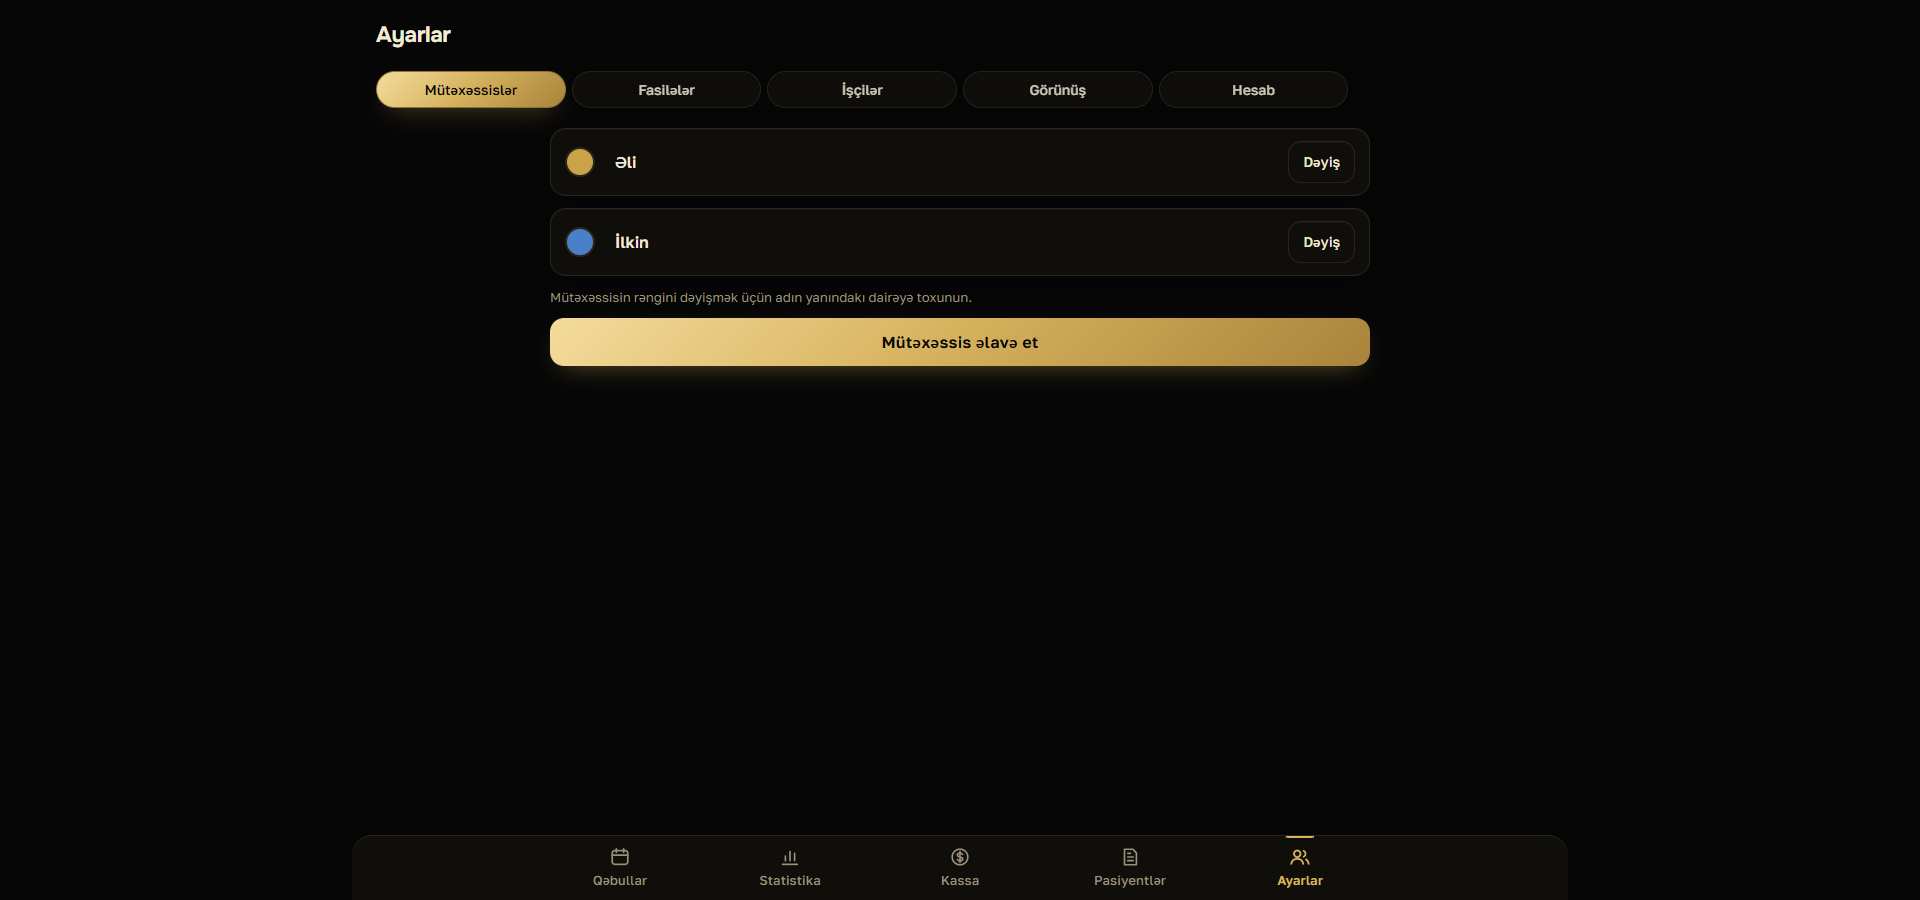 Ayarlar
Mütəxəssislər
Fasilələr
İşçilər
Görünüş
Hesab
Əli
Dəyiş
İlkin
Dəyiş
Mütəxəssisin rəngini dəyişmək üçün adın yanındakı dairəyə toxunun.
Mütəxəssis əlavə et
Qəbullar
Statistika
Kassa
Pasiyentlər
Ayarlar